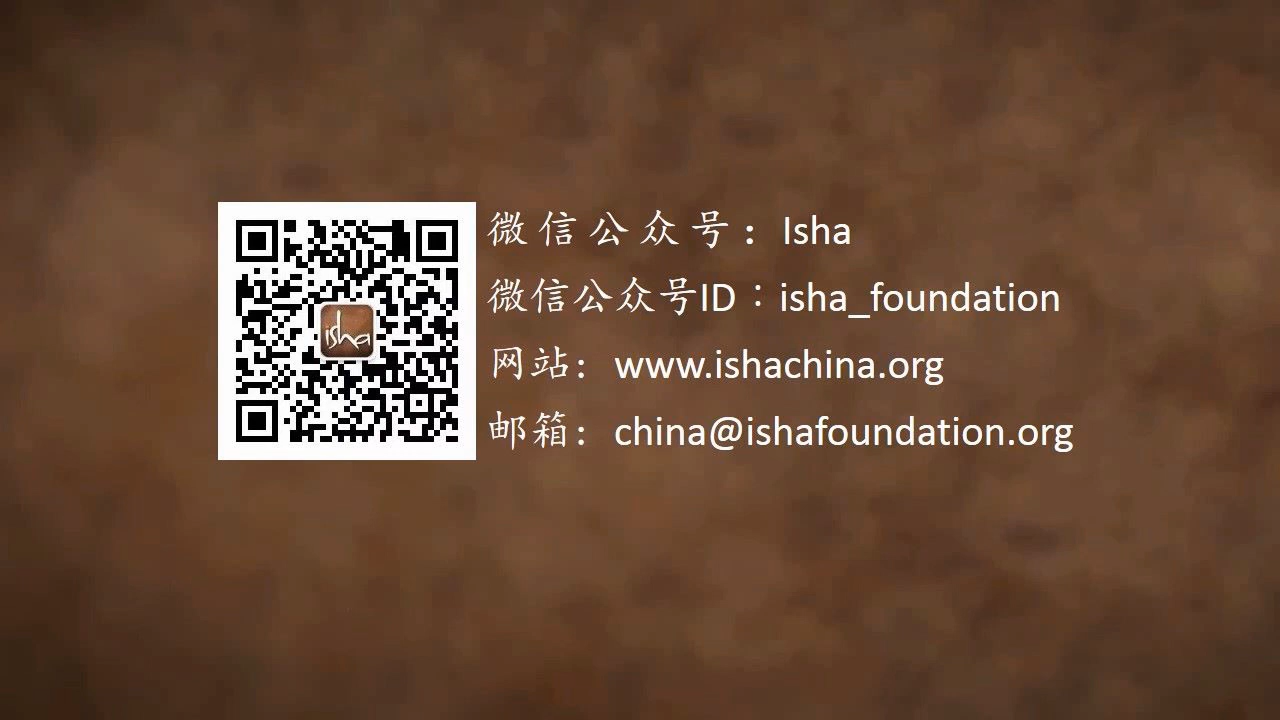 isha
微信公众号：Isha
微信公众号ID：isha_foundation
网站：www.ishachina.org
邮箱：china@ishafoundation.org